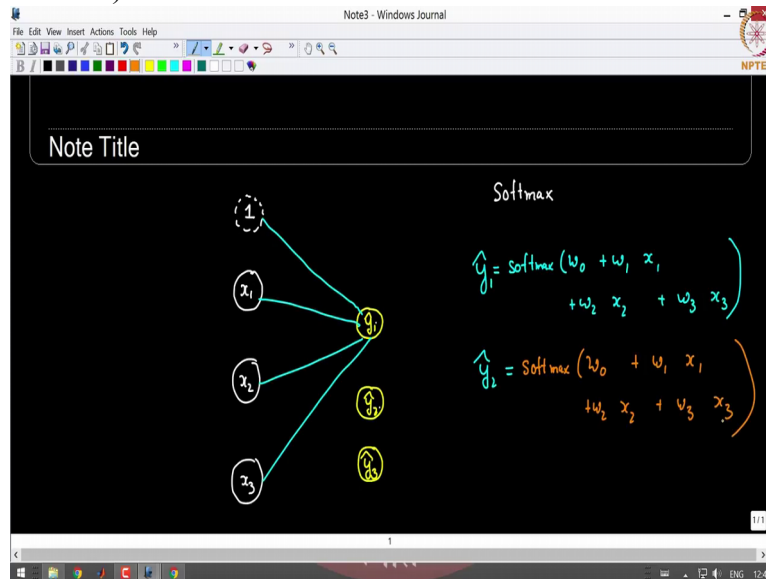 Note3 - Windows Journal
File Edit View Insert Actions Tools Help
NPTEL
B I
Note Title
Softmax
1
x₁
x₂
x₃
ŷ₁
ŷ₂
ŷ₃
ŷ₁ = softmax (w₀ + w₁ x₁
+w₂ x₂ + w₃ x₃)
ŷ₂ = Softmax (w₀ + w₁ x₁
+w₂ x₂ + w₃ x₃)
1/1
1
ENG 12:4